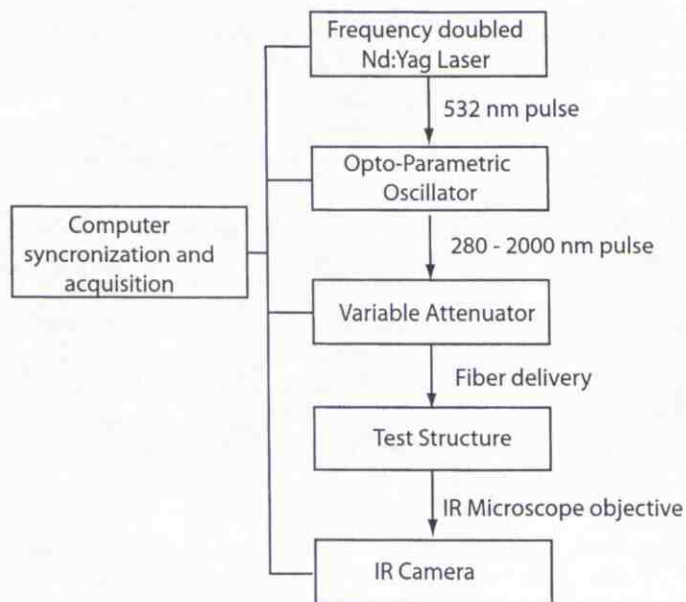 Frequency doubled
Nd:Yag Laser
532 nm pulse
Opto-Parametric
Oscillator
Computer
syncronization and
acquisition
280 - 2000 nm pulse
Variable Attenuator
Fiber delivery
Test Structure
IR Microscope objective
IR Camera